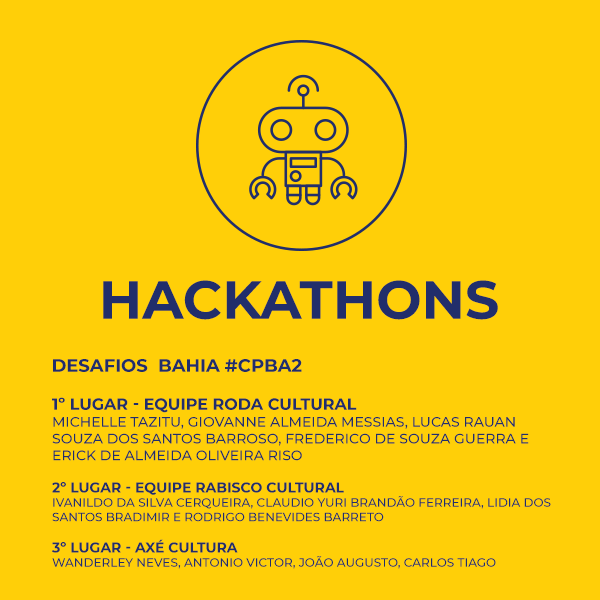 HACKATHONS
DESAFIOS BAHIA #CPBA2
1º LUGAR - EQUIPE RODA CULTURAL
MICHELLE TAZITU, GIOVANNE ALMEIDA MESSIAS, LUCAS RAUAN
SOUZA DOS SANTOS BARROSO, FREDERICO DE SOUZA GUERRA E
ERICK DE ALMEIDA OLIVEIRA RISO
2º LUGAR - EQUIPE RABISCO CULTURAL
IVANILDO DA SILVA CERQUEIRA, CLAUDIO YURI BRANDÃO FERREIRA, LIDIA DOS
SANTOS BRADIMIR E RODRIGO BENEVIDES BARRETO
3º LUGAR - AXÉ CULTURA
WANDERLEY NEVES, ANTONIO VICTOR, JOÃO AUGUSTO, CARLOS TIAGO